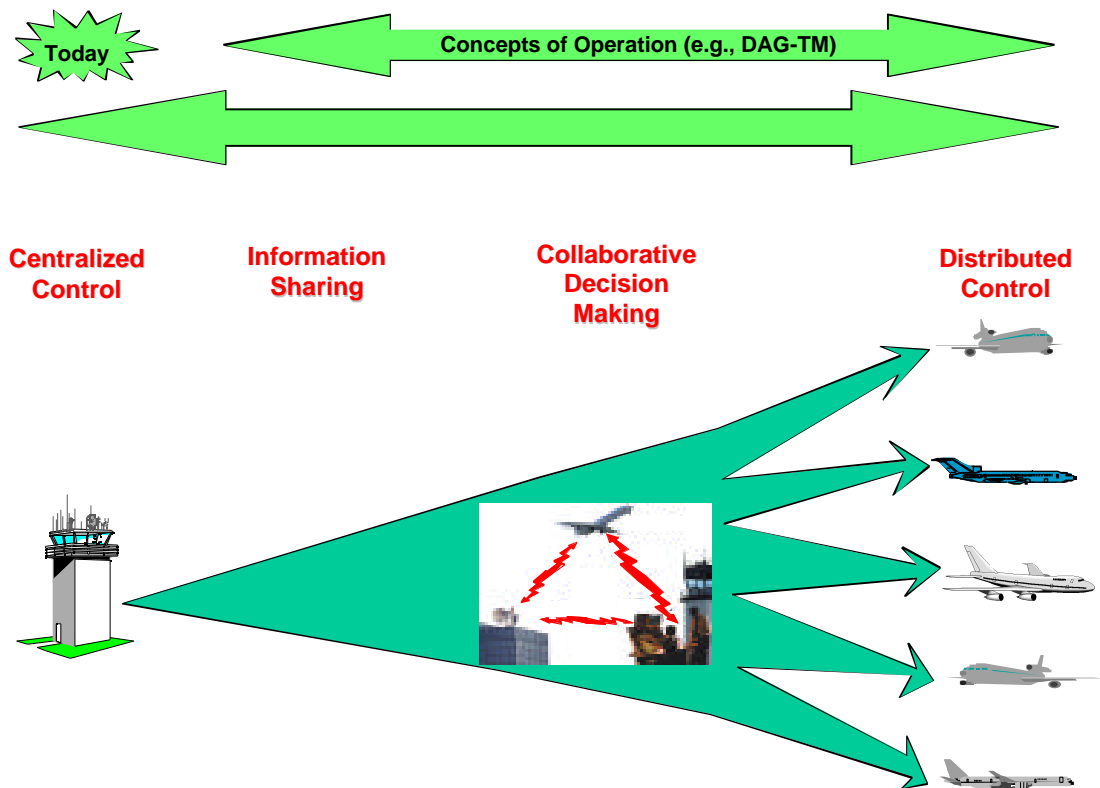 Today
Concepts of Operation (e.g., DAG-TM)
Centralized
Control
Information
Sharing
Collaborative
Decision
Making
Distributed
Control